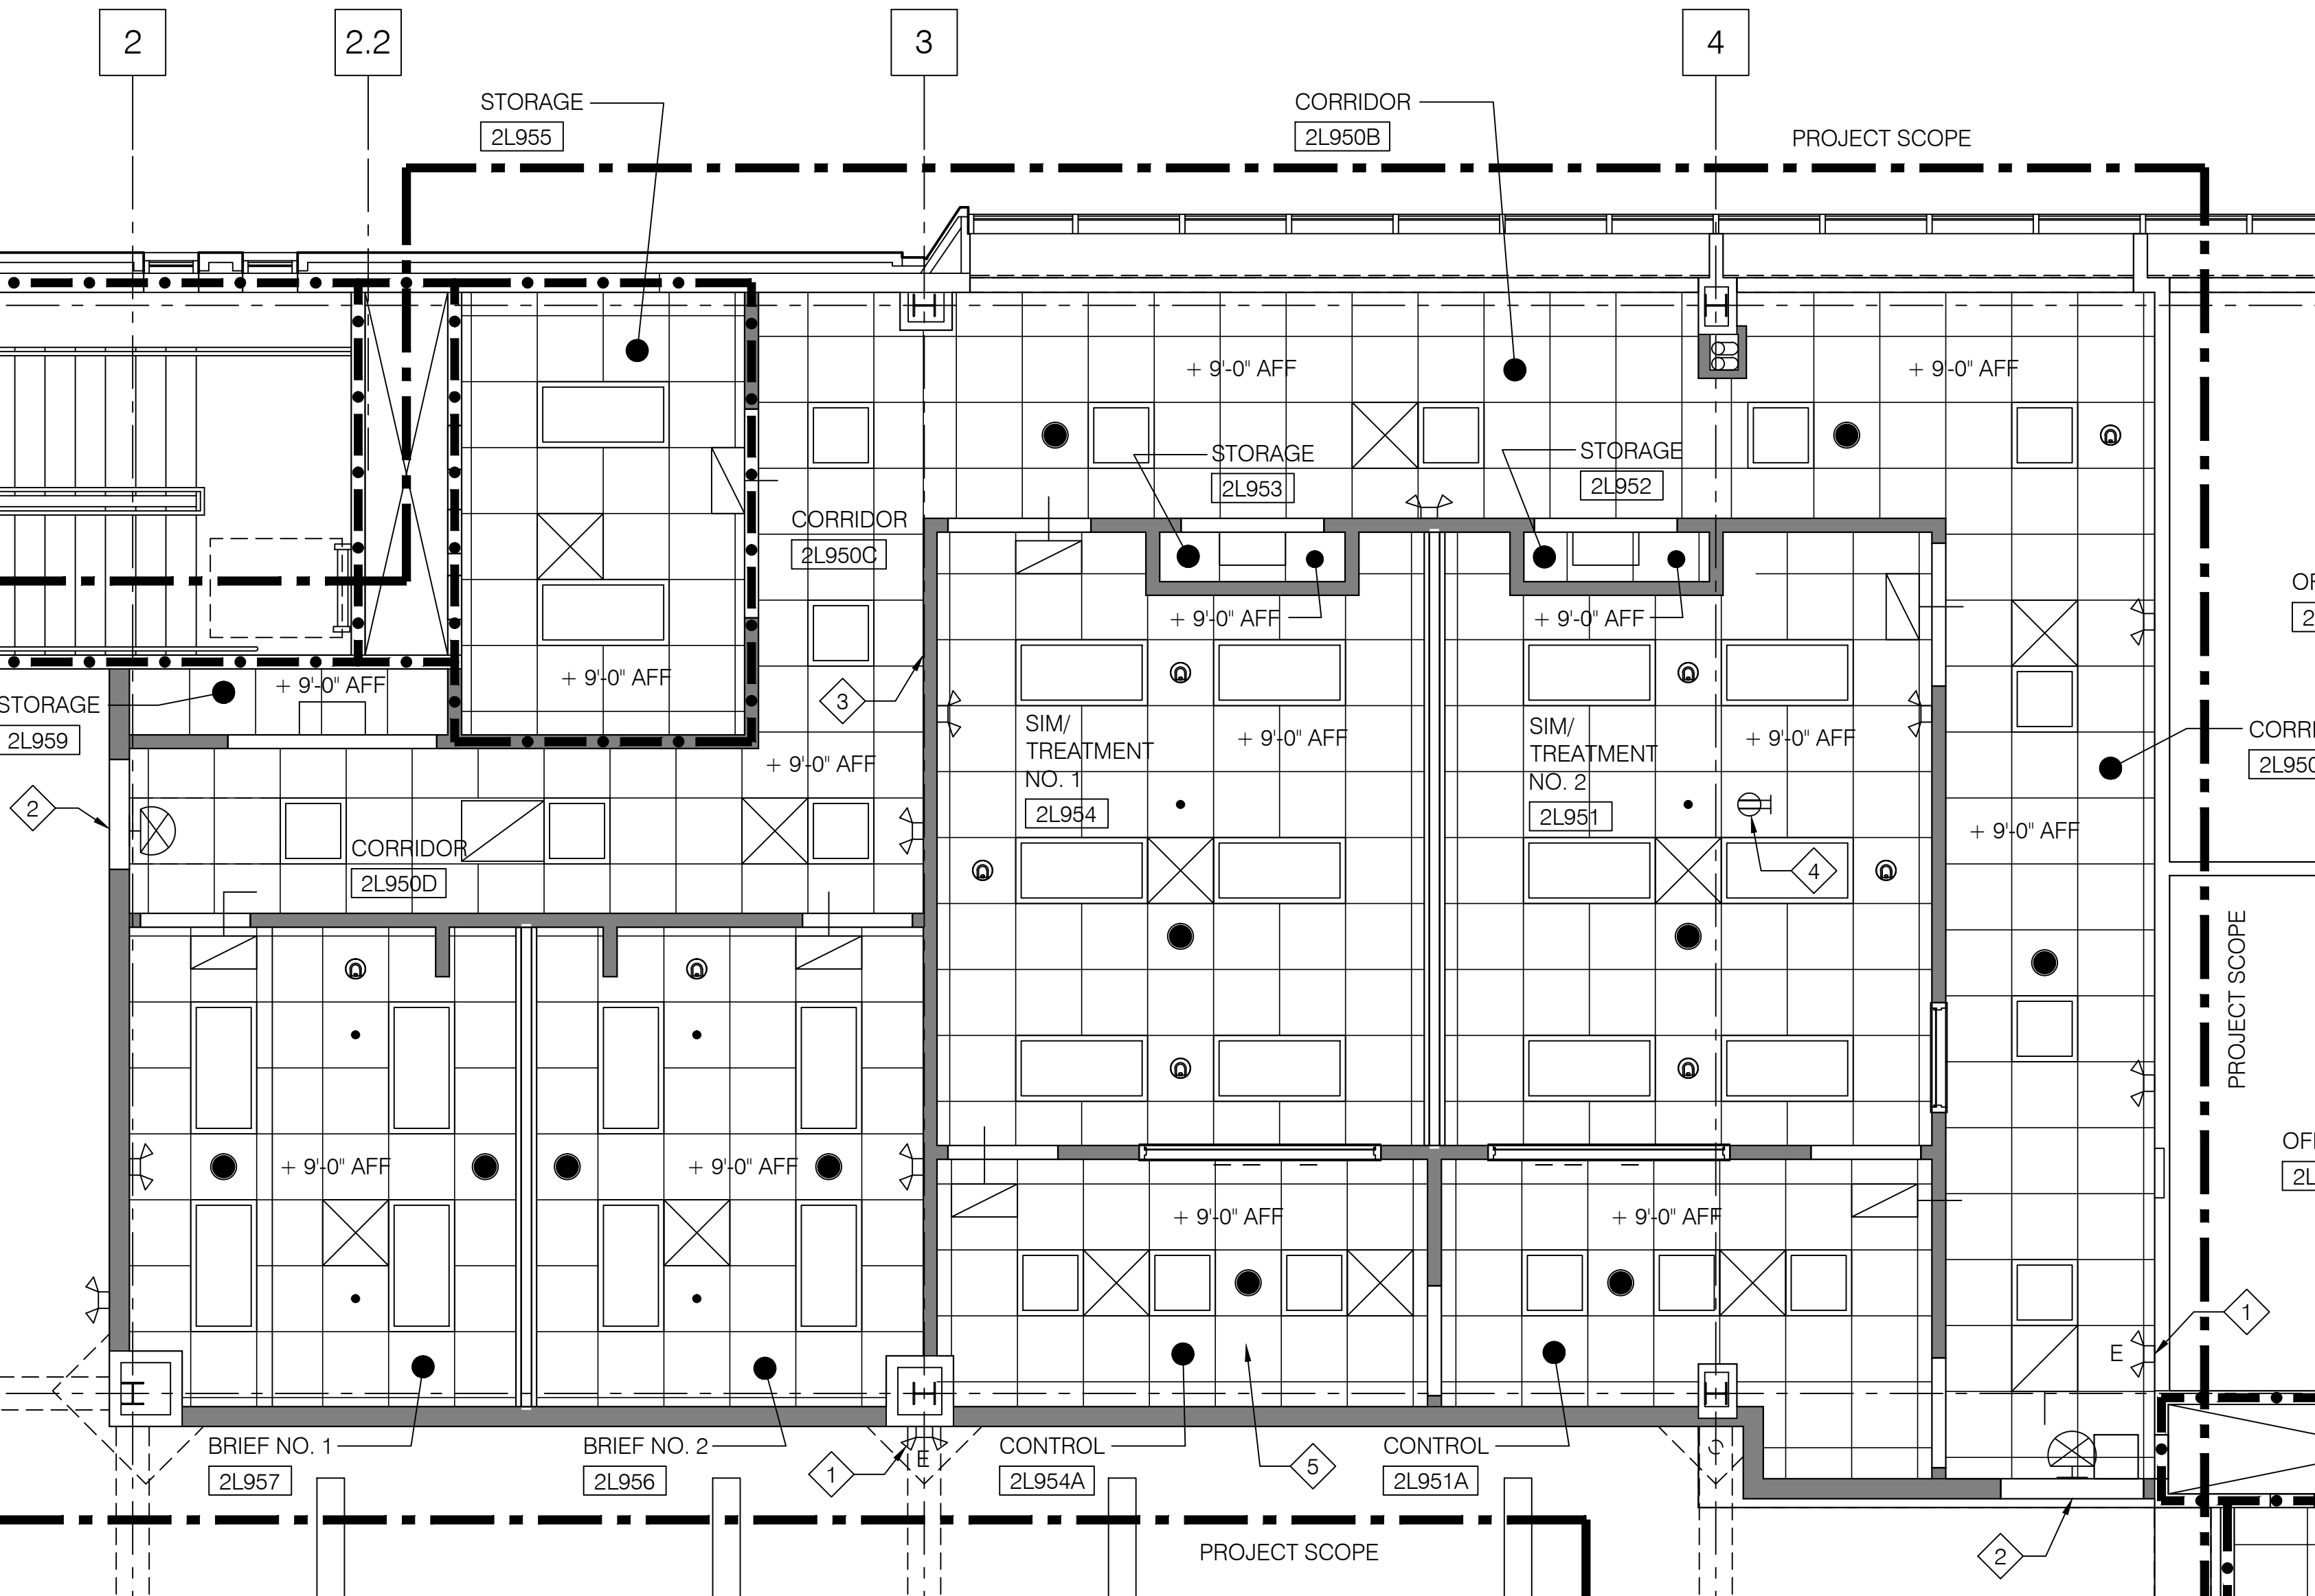 2
2.2
3
4
STORAGE
2L955
CORRIDOR
2L950B
PROJECT SCOPE
+ 9'-0" AFF
+ 9'-0" AFF
STORAGE
2L953
STORAGE
2L952
CORRIDOR
2L950C
+ 9'-0" AFF
+ 9'-0" AFF
+ 9'-0" AFF
+ 9'-0" AFF
STORAGE
2L959
3
SIM/
TREATMENT
NO. 1
2L954
+ 9'-0" AFF
SIM/
TREATMENT
NO. 2
2L951
+ 9'-0" AFF
+ 9'-0" AFF
2
CORRIDOR
2L950D
4
+ 9'-0" AFF
PROJECT SCOPE
+ 9'-0" AFF
+ 9'-0" AFF
+ 9'-0" AFF
+ 9'-0" AFF
1
E
BRIEF NO. 1
2L957
BRIEF NO. 2
2L956
1
E
CONTROL
2L954A
5
CONTROL
2L951A
2
PROJECT SCOPE